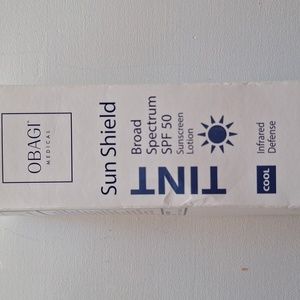 OBAGI
MEDICAL
Sun Shield
Broad
Spectrum
SPF 50
Sunscreen
Lotion
TINT
COOL
Infrared
Defense